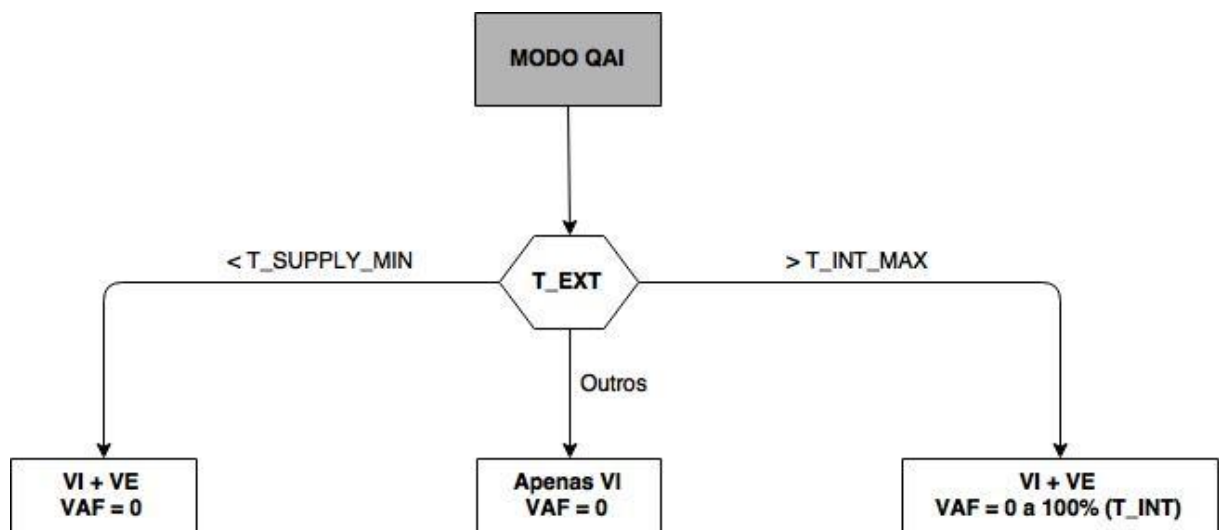 MODO QAI
< T_SUPPLY_MIN
> T_INT_MAX
T_EXT
Outros
VI + VE
VAF = 0
Apenas VI
VAF = 0
VI + VE
VAF = 0 a 100% (T_INT)